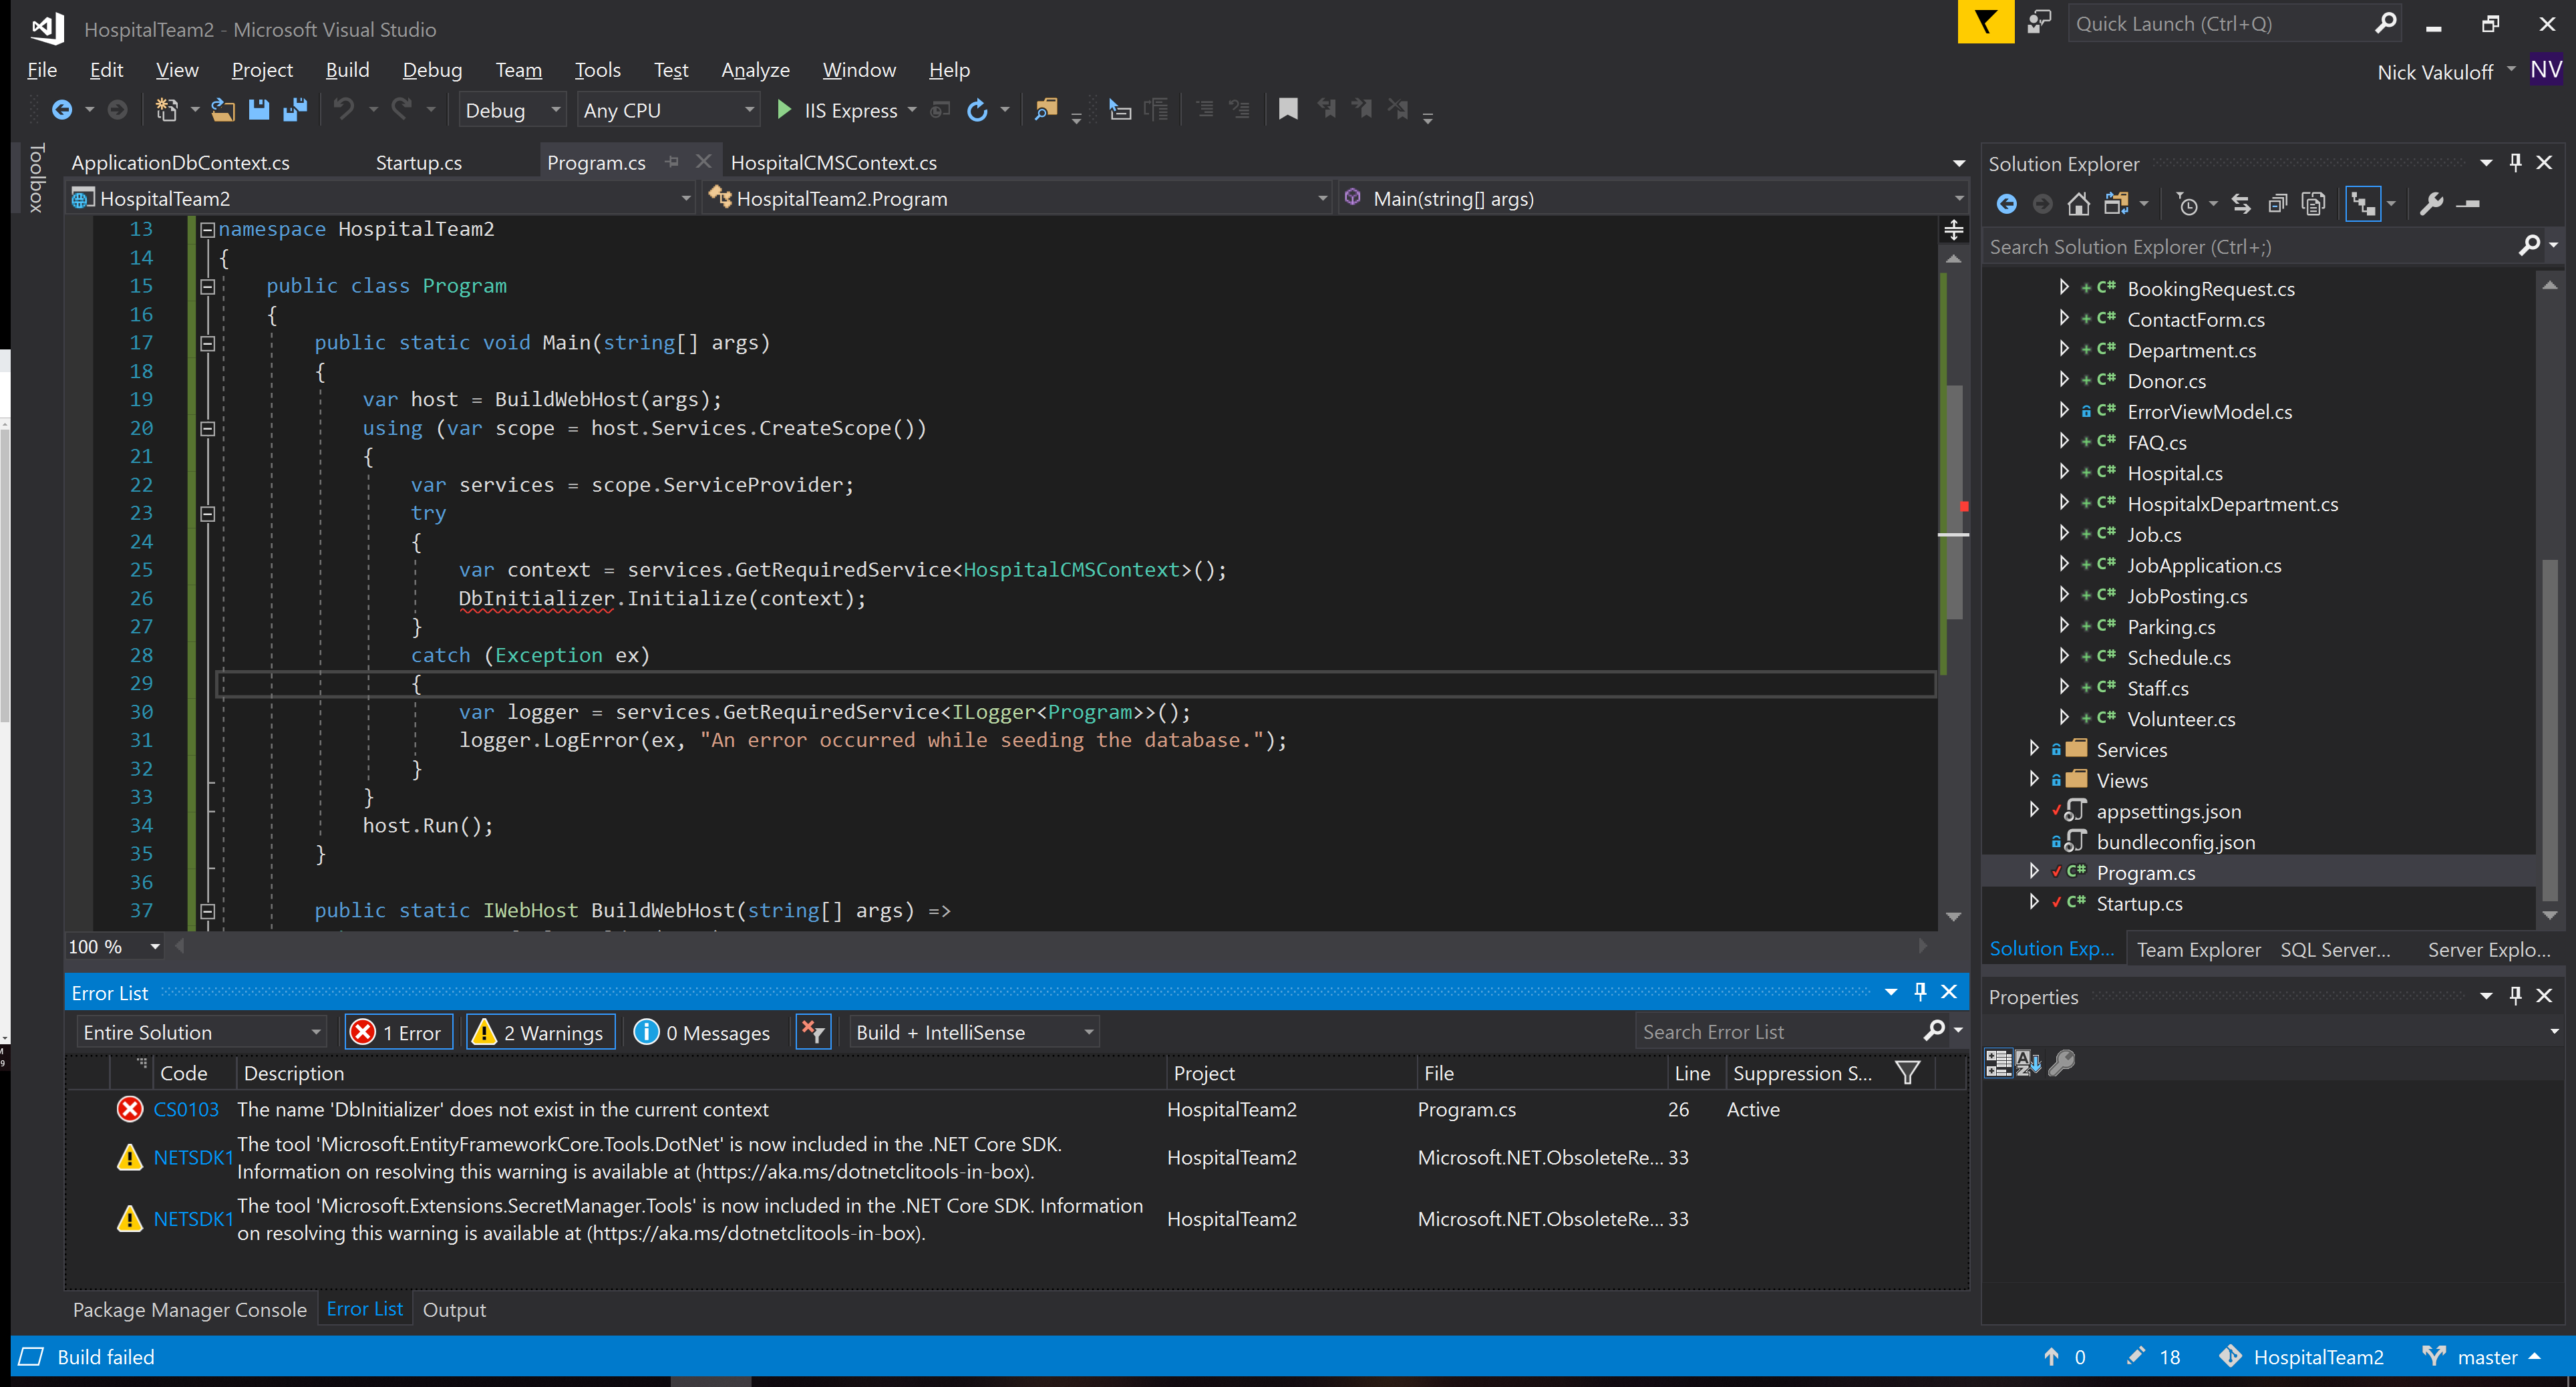 HospitalTeam2 - Microsoft Visual Studio
Quick Launch (Ctrl+Q)
File Edit View Project Build Debug Team Tools Test Analyze Window Help
Nick Vakuloff NV
Debug Any CPU IIS Express
Toolbox
ApplicationDbContext.cs Startup.cs Program.cs HospitalCMSContext.cs
HospitalTeam2 HospitalTeam2.Program Main(string[] args)
13 namespace HospitalTeam2
14 {
15 public class Program
16 {
17 public static void Main(string[] args)
18 {
19 var host = BuildWebHost(args);
20 using (var scope = host.Services.CreateScope())
21 {
22 var services = scope.ServiceProvider;
23 try
24 {
25 var context = services.GetRequiredService<HospitalCMSContext>();
26 DbInitializer.Initialize(context);
27 }
28 catch (Exception ex)
29 {
30 var logger = services.GetRequiredService<ILogger<Program>>();
31 logger.LogError(ex, "An error occurred while seeding the database.");
32 }
33 }
34 host.Run();
35 }
36
37 public static IWebHost BuildWebHost(string[] args) =>
100 %
Solution Explorer
Search Solution Explorer (Ctrl+;)
C# BookingRequest.cs
C# ContactForm.cs
C# Department.cs
C# Donor.cs
C# ErrorViewModel.cs
C# FAQ.cs
C# Hospital.cs
C# HospitalxDepartment.cs
C# Job.cs
C# JobApplication.cs
C# JobPosting.cs
C# Parking.cs
C# Schedule.cs
C# Staff.cs
C# Volunteer.cs
Services
Views
appsettings.json
bundleconfig.json
C# Program.cs
C# Startup.cs
Solution Exp... Team Explorer SQL Server... Server Explo...
Properties
Error List
Entire Solution 1 Error 2 Warnings 0 Messages Build + IntelliSense Search Error List
Code Description Project File Line Suppression S...
CS0103 The name 'DbInitializer' does not exist in the current context HospitalTeam2 Program.cs 26 Active
NETSDK1 The tool 'Microsoft.EntityFrameworkCore.Tools.DotNet' is now included in the .NET Core SDK.
Information on resolving this warning is available at (https://aka.ms/dotnetclitools-in-box). HospitalTeam2 Microsoft.NET.ObsoleteRe... 33
NETSDK1 The tool 'Microsoft.Extensions.SecretManager.Tools' is now included in the .NET Core SDK. Information
on resolving this warning is available at (https://aka.ms/dotnetclitools-in-box). HospitalTeam2 Microsoft.NET.ObsoleteRe... 33
Package Manager Console Error List Output
Build failed 0 18 HospitalTeam2 master